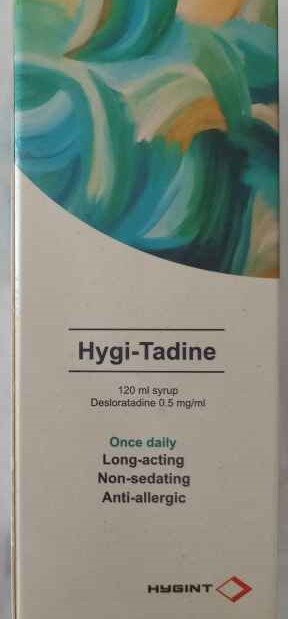 Hygi-Tadine
120 ml syrup
Desloratadine 0.5 mg/ml
Once daily
Long-acting
Non-sedating
Anti-allergic
HYGINT